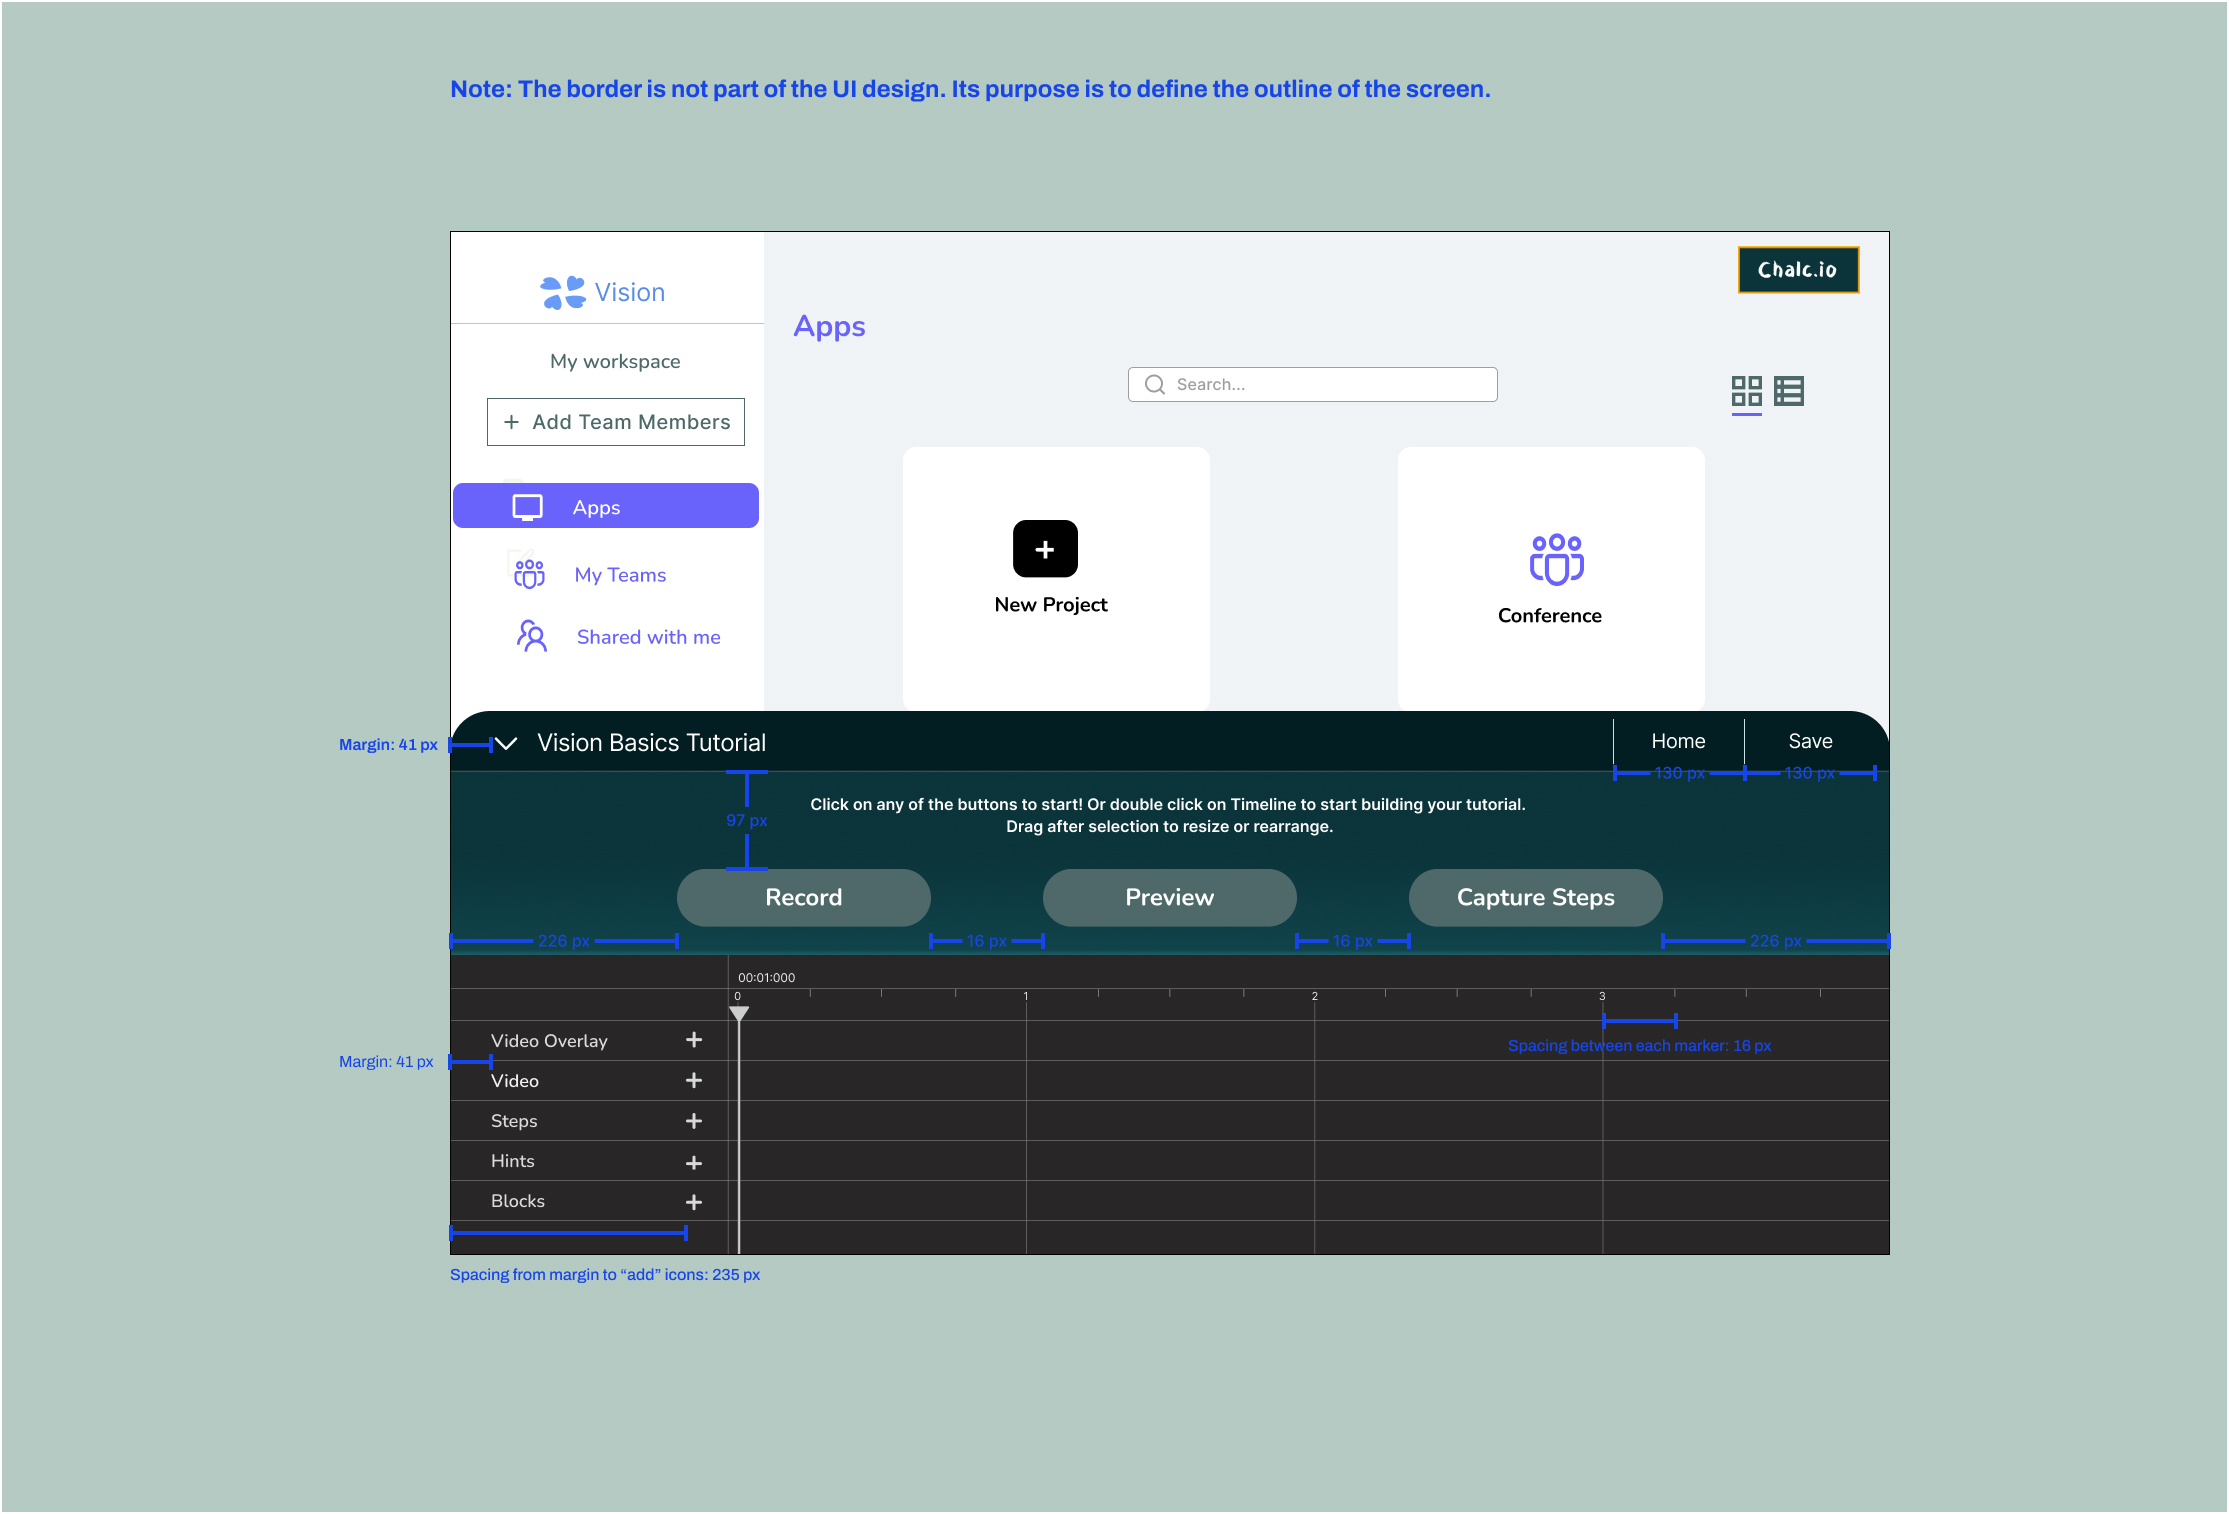 Note: The border is not part of the UI design. Its purpose is to define the outline of the screen.
Vision
Chalc.io
Apps
My workspace
Search...
+ Add Team Members
Apps
My Teams
Shared with me
New Project
Conference
Margin: 41 px
Vision Basics Tutorial
Home
Save
130 px
130 px
Click on any of the buttons to start! Or double click on Timeline to start building your tutorial.
Drag after selection to resize or rearrange.
97 px
Record
Preview
Capture Steps
226 px
16 px
16 px
226 px
00:01:000
0
1
2
3
Video Overlay
Spacing between each marker: 16 px
Margin: 41 px
Video
Steps
Hints
Blocks
Spacing from margin to “add” icons: 235 px